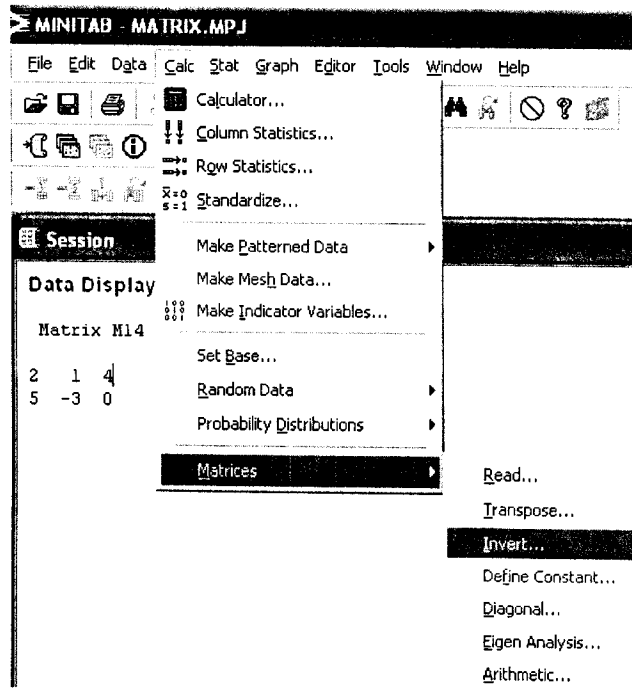 MINITAB - MATRIX.MPJ
File Edit Data Calc Stat Graph Editor Tools Window Help
Calculator...
Column Statistics...
Row Statistics...
Standardize...
Make Patterned Data
Make Mesh Data...
Make Indicator Variables...
Set Base...
Random Data
Probability Distributions
Matrices
Read...
Transpose...
Invert...
Define Constant...
Diagonal...
Eigen Analysis...
Arithmetic...
Session
Data Display
Matrix M14
2 1 4
5 -3 0